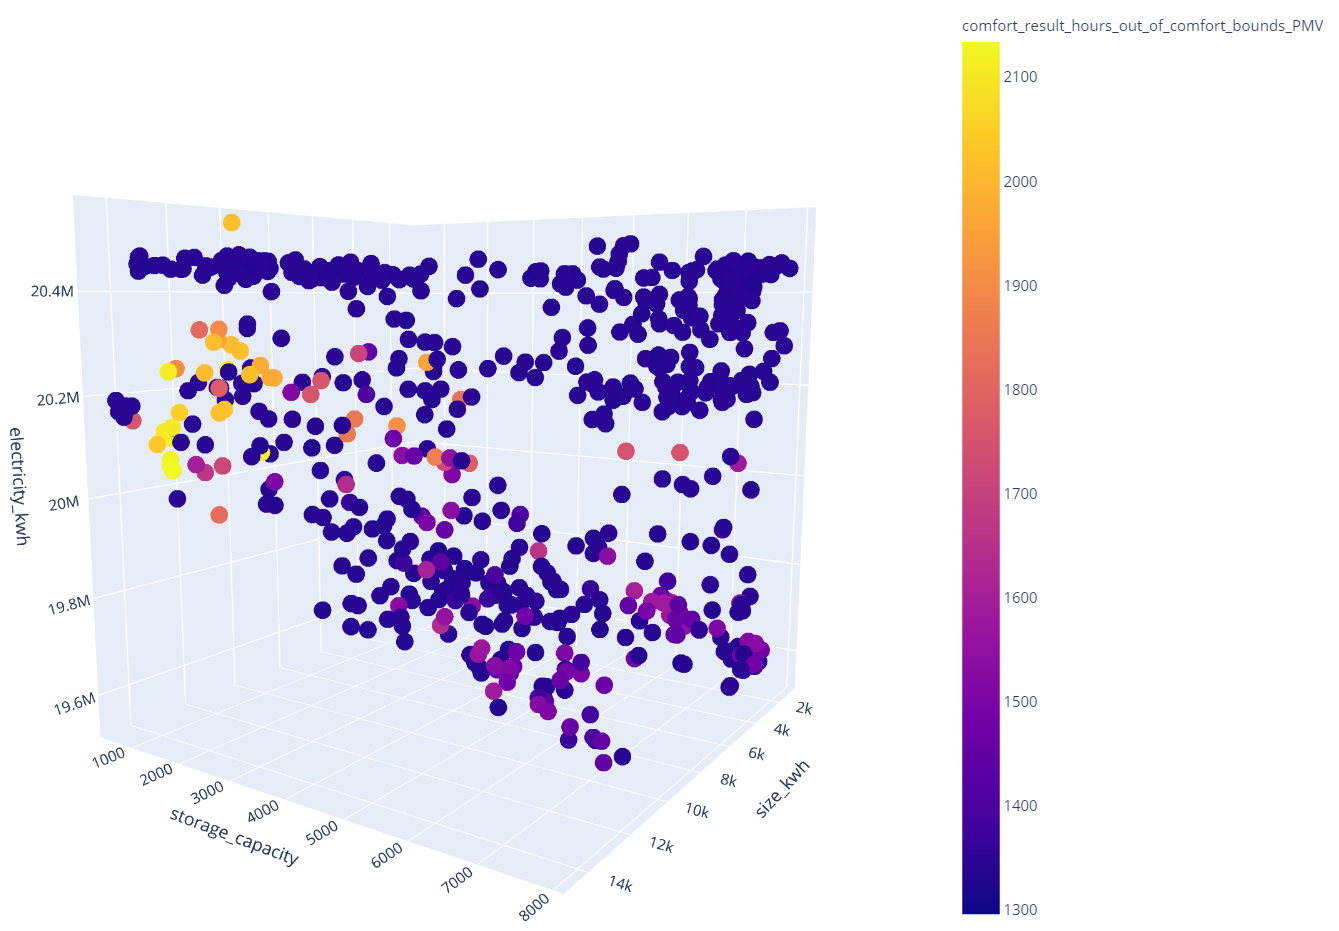 comfort_result_hours_out_of_comfort_bounds_PMV
2100
2000
1900
1800
1700
1600
1500
1400
1300
20.4M
20.2M
20M
19.8M
19.6M
electricity_kwh
1000
2000
3000
4000
5000
6000
7000
8000
storage_capacity
2k
4k
6k
8k
10k
12k
14k
size_kwh